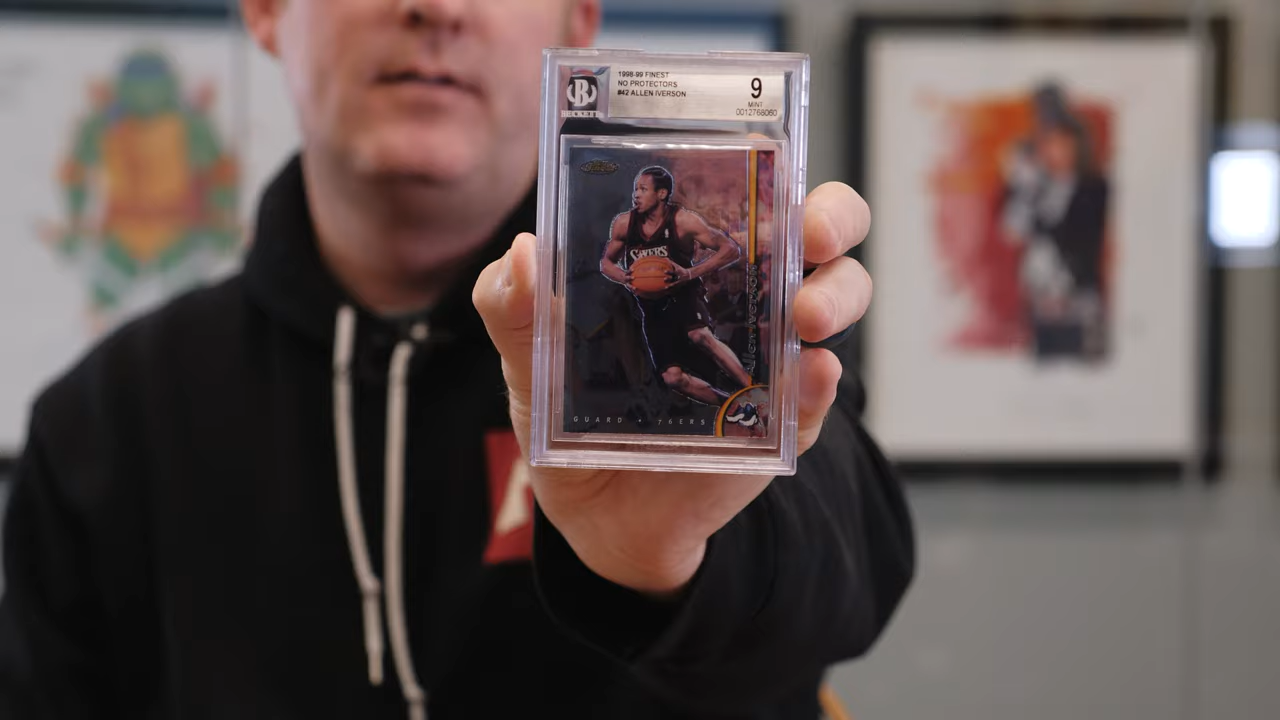 1998-99 FINEST
NO PROTECTORS
#42 ALLEN IVERSON
9
MINT
0012768060
BECKETT
SIXERS
Allen Iverson
GUARD • 76ERS